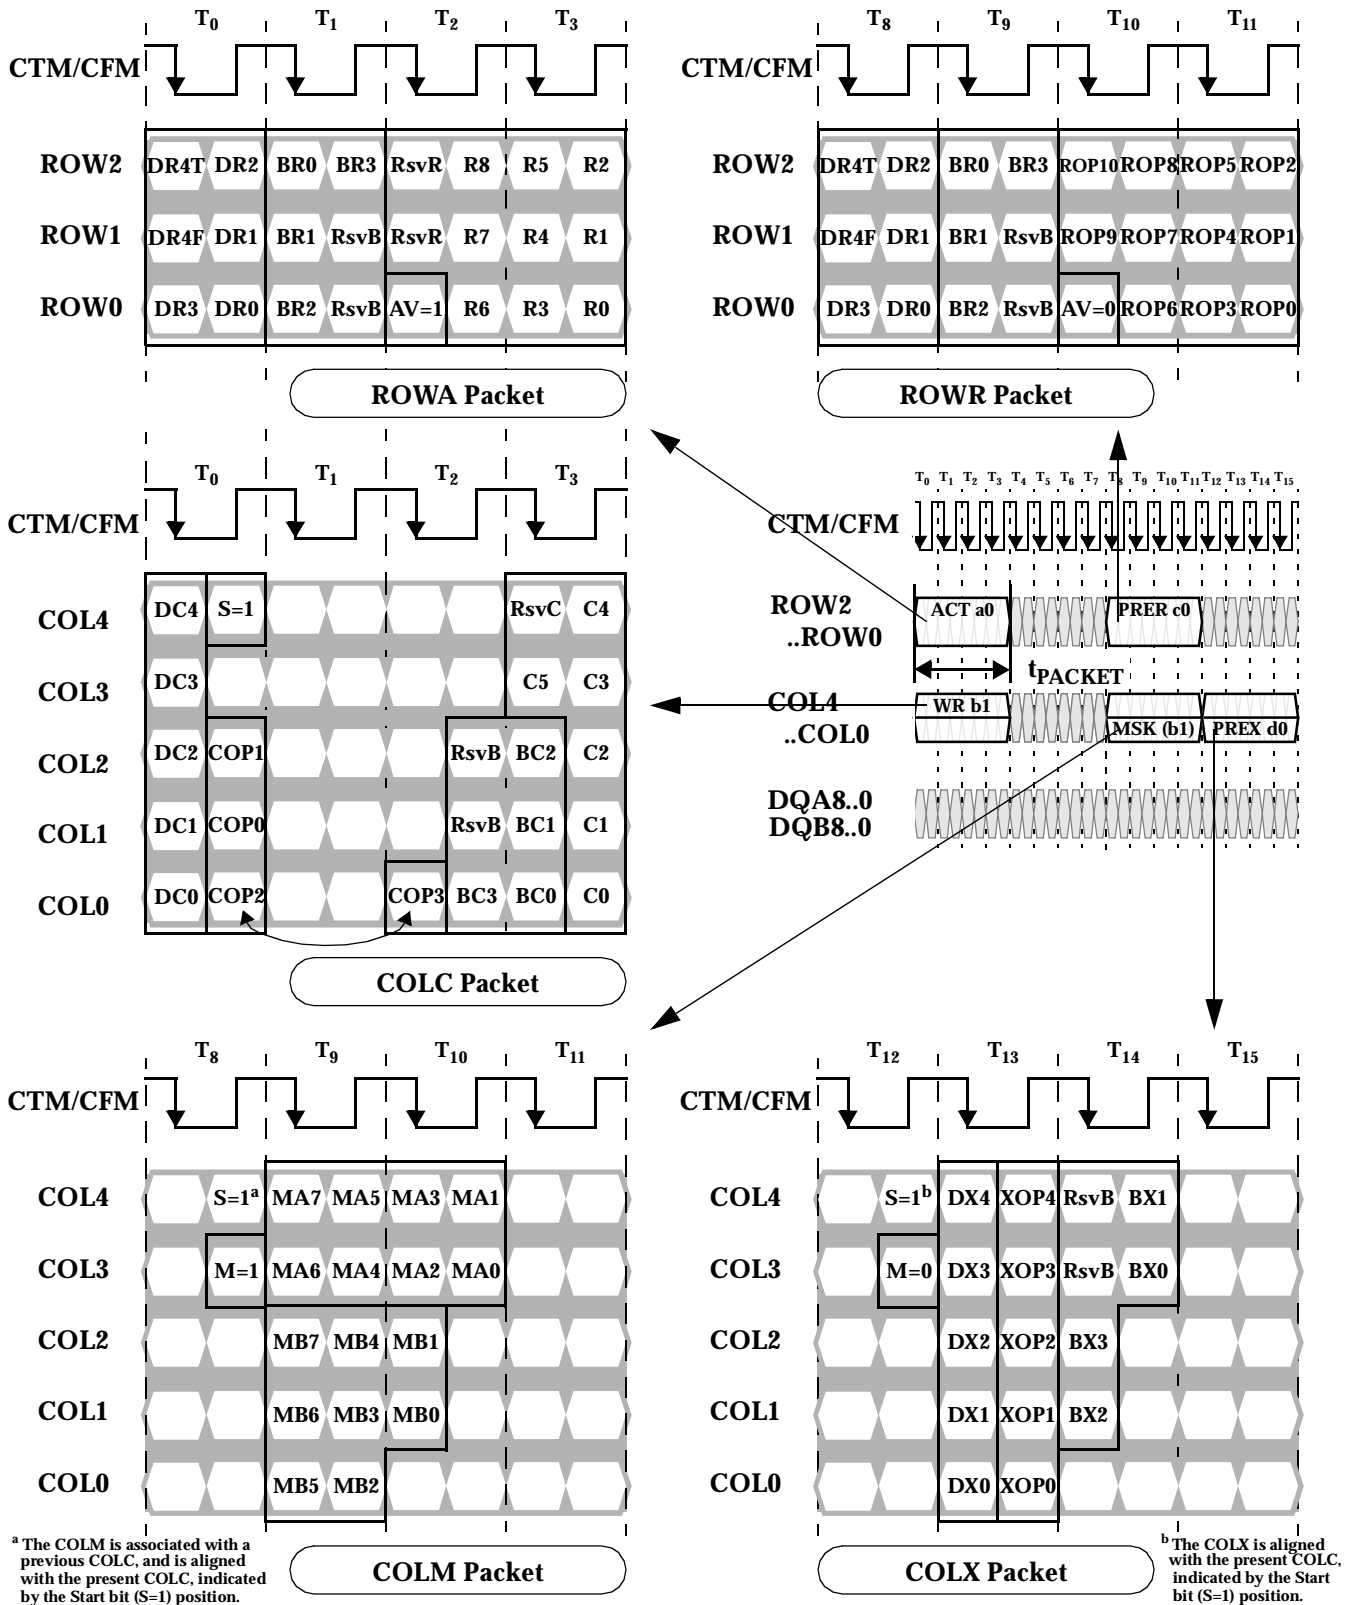 T0 T1 T2 T3
CTM/CFM
ROW2 DR4T DR2 BR0 BR3 RsvR R8 R5 R2
ROW1 DR4F DR1 BR1 RsvB RsvR R7 R4 R1
ROW0 DR3 DR0 BR2 RsvB AV=1 R6 R3 R0
ROWA Packet
T8 T9 T10 T11
CTM/CFM
ROW2 DR4T DR2 BR0 BR3 ROP10 ROP8 ROP5 ROP2
ROW1 DR4F DR1 BR1 RsvB ROP9 ROP7 ROP4 ROP1
ROW0 DR3 DR0 BR2 RsvB AV=0 ROP6 ROP3 ROP0
ROWR Packet
T0 T1 T2 T3
CTM/CFM
COL4 DC4 S=1 RsvC C4
COL3 DC3 C5 C3
COL2 DC2 COP1 RsvB BC2 C2
COL1 DC1 COP0 RsvB BC1 C1
COL0 DC0 COP2 COP3 BC3 BC0 C0
COLC Packet
T0 T1 T2 T3 T4 T5 T6 T7 T8 T9 T10 T11 T12 T13 T14 T15
CTM/CFM
ROW2 ACT a0 PRER c0
..ROW0
tPACKET
COL4 WR b1
..COL0 MSK (b1) PREX d0
DQA8..0
DQB8..0
T8 T9 T10 T11
CTM/CFM
COL4 S=1a MA7 MA5 MA3 MA1
COL3 M=1 MA6 MA4 MA2 MA0
COL2 MB7 MB4 MB1
COL1 MB6 MB3 MB0
COL0 MB5 MB2
a The COLM is associated with a
previous COLC, and is aligned
with the present COLC, indicated
by the Start bit (S=1) position.
COLM Packet
T12 T13 T14 T15
CTM/CFM
COL4 S=1b DX4 XOP4 RsvB BX1
COL3 M=0 DX3 XOP3 RsvB BX0
COL2 DX2 XOP2 BX3
COL1 DX1 XOP1 BX2
COL0 DX0 XOP0
COLX Packet
b The COLX is aligned
with the present COLC,
indicated by the Start
bit (S=1) position.